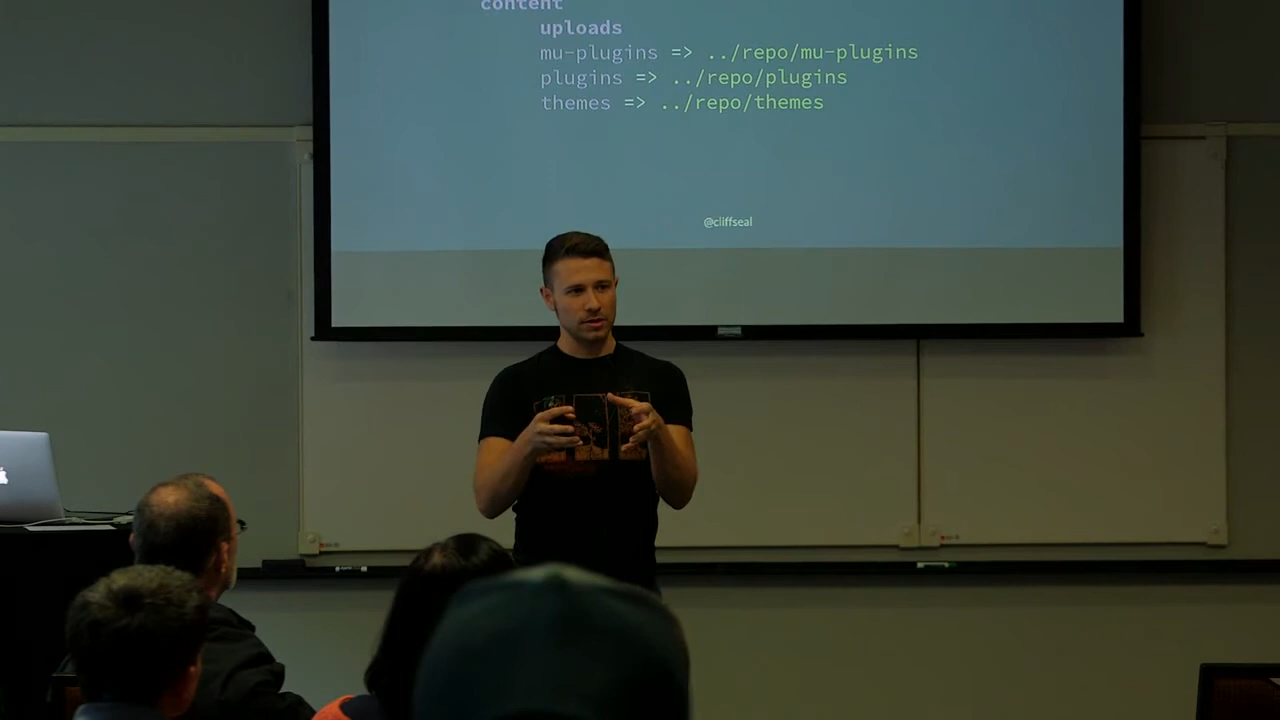 content
uploads
mu-plugins => ../repo/mu-plugins
plugins => ../repo/plugins
themes => ../repo/themes
@cliffseal